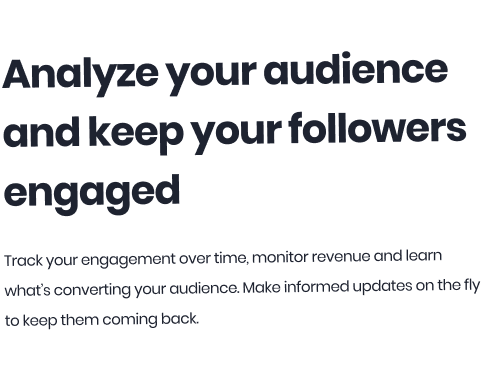 Analyze your audience
and keep your followers
engaged
Track your engagement over time, monitor revenue and learn
what's converting your audience. Make informed updates on the fly
to keep them coming back.